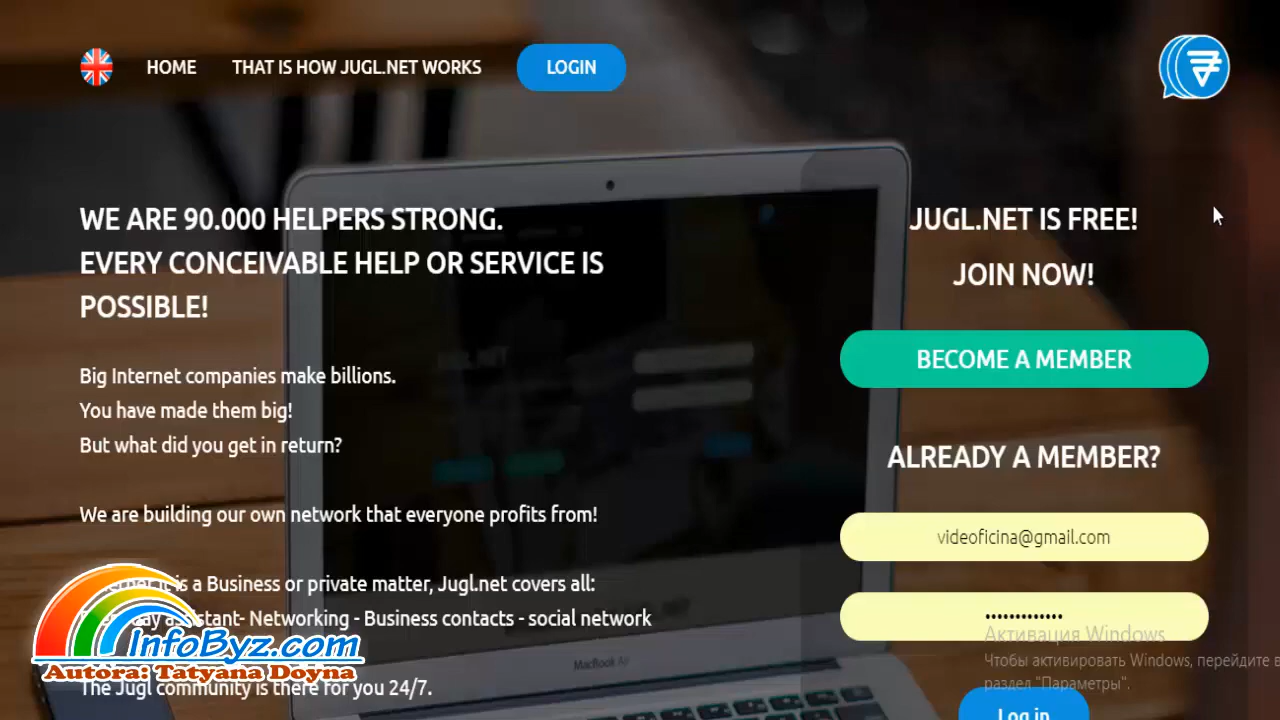 HOME THAT IS HOW JUGL.NET WORKS LOGIN
WE ARE 90.000 HELPERS STRONG.
EVERY CONCEIVABLE HELP OR SERVICE IS
POSSIBLE!
Big Internet companies make billions.
You have made them big!
But what did you get in return?
We are building our own network that everyone profits from!
it is a Business or private matter, Jugl.net covers all:
Networking - Business contacts - social network
The Jugl community is there for you 24/7.
JUGL.NET IS FREE!
JOIN NOW!
BECOME A MEMBER
ALREADY A MEMBER?
videoficina@gmail.com
•••••••••••••
Log in
Активация Windows
Чтобы активировать Windows, перейдите в
раздел "Параметры".
MacBook Air
InfoByz.com
Autora: Tatyana Doyna